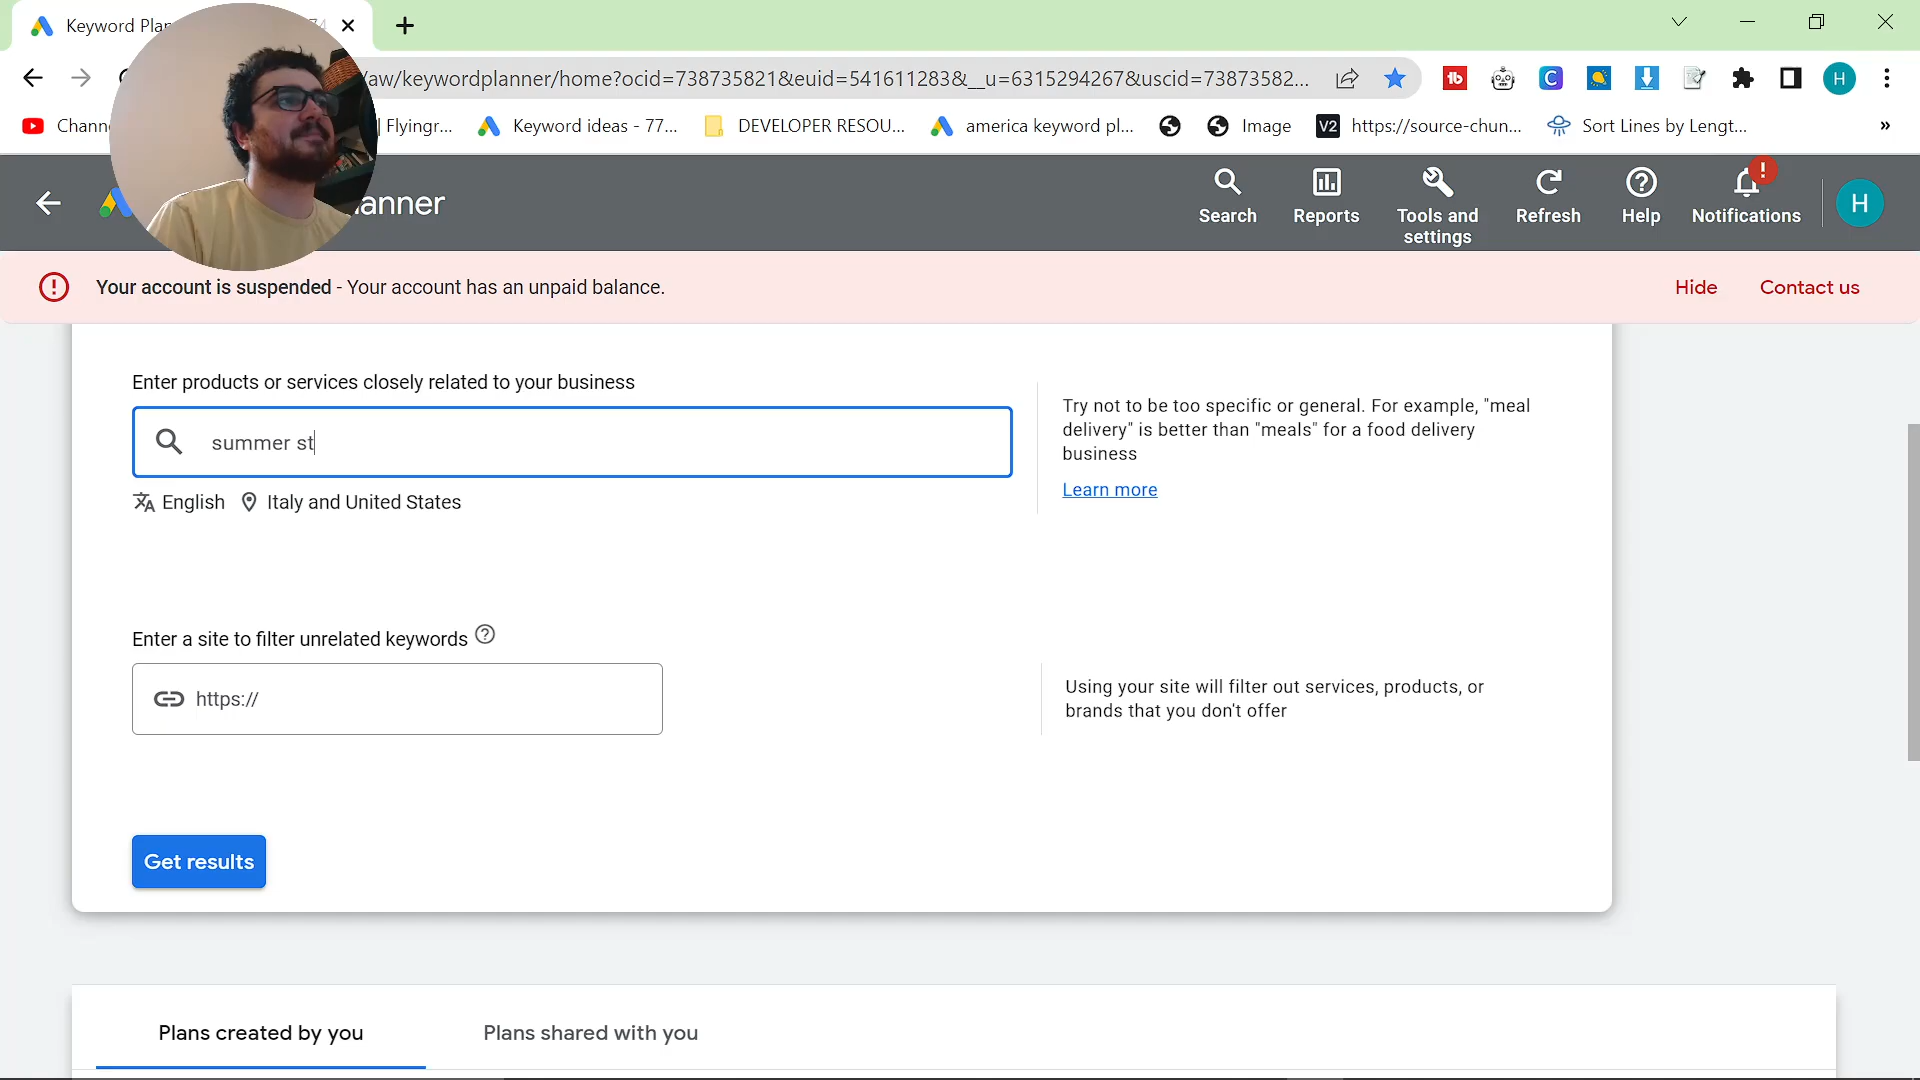 Keyword Plan
/aw/keywordplanner/home?ocid=738735821&euid=541611283&__u=6315294267&uscid=73873582...
H
| Flyingr...
Keyword ideas - 77...
DEVELOPER RESOU...
america keyword pl...
Image
V2
https://source-chun...
Sort Lines by Lengt...
»
Search
Reports
Tools and
settings
Refresh
Help
Notifications
H
Your account is suspended - Your account has an unpaid balance.
Hide
Contact us
Enter products or services closely related to your business
summer st
English
Italy and United States
Try not to be too specific or general. For example, "meal
delivery" is better than "meals" for a food delivery
business
Learn more
Enter a site to filter unrelated keywords
https://
Using your site will filter out services, products, or
brands that you don't offer
Get results
Plans created by you
Plans shared with you